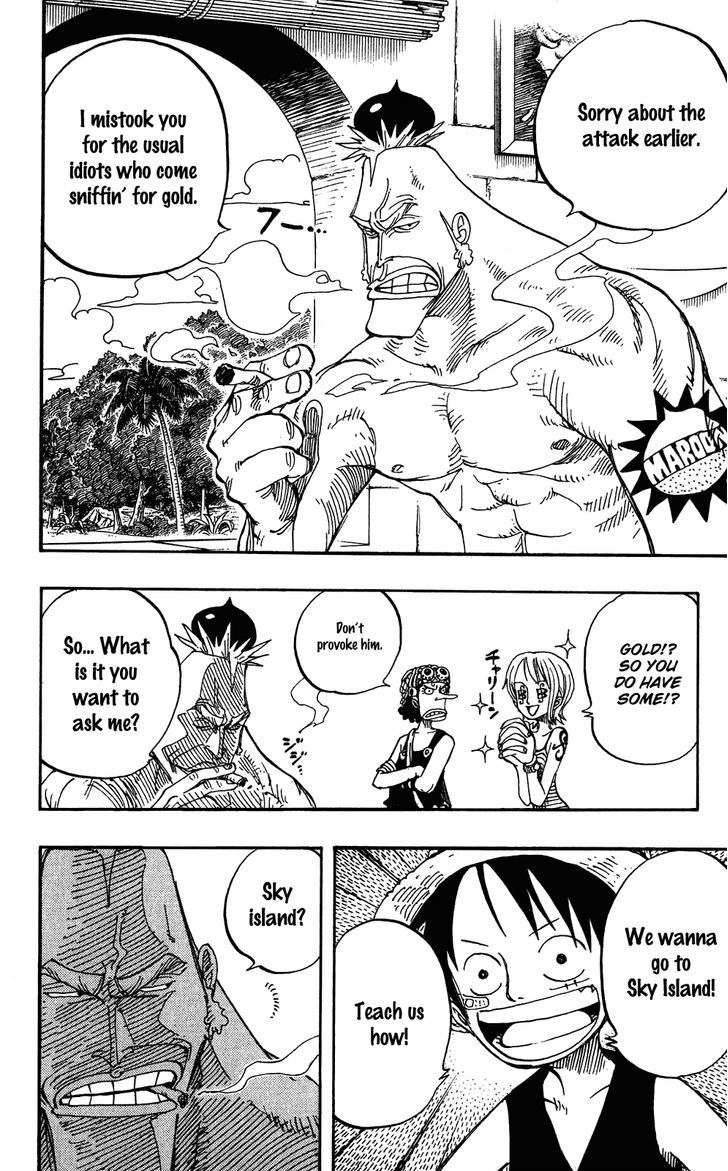 Sorry about the
attack earlier.
I mistook you
for the usual
idiots who come
sniffin' for gold.
フー…
GOLD!?
SO YOU
DO HAVE
SOME!?
チャリーン
Don't
provoke him.
ジジ…
So... What
is it you
want to
ask me?
We wanna
go to
Sky Island!
Teach us
how!
Sky
island?